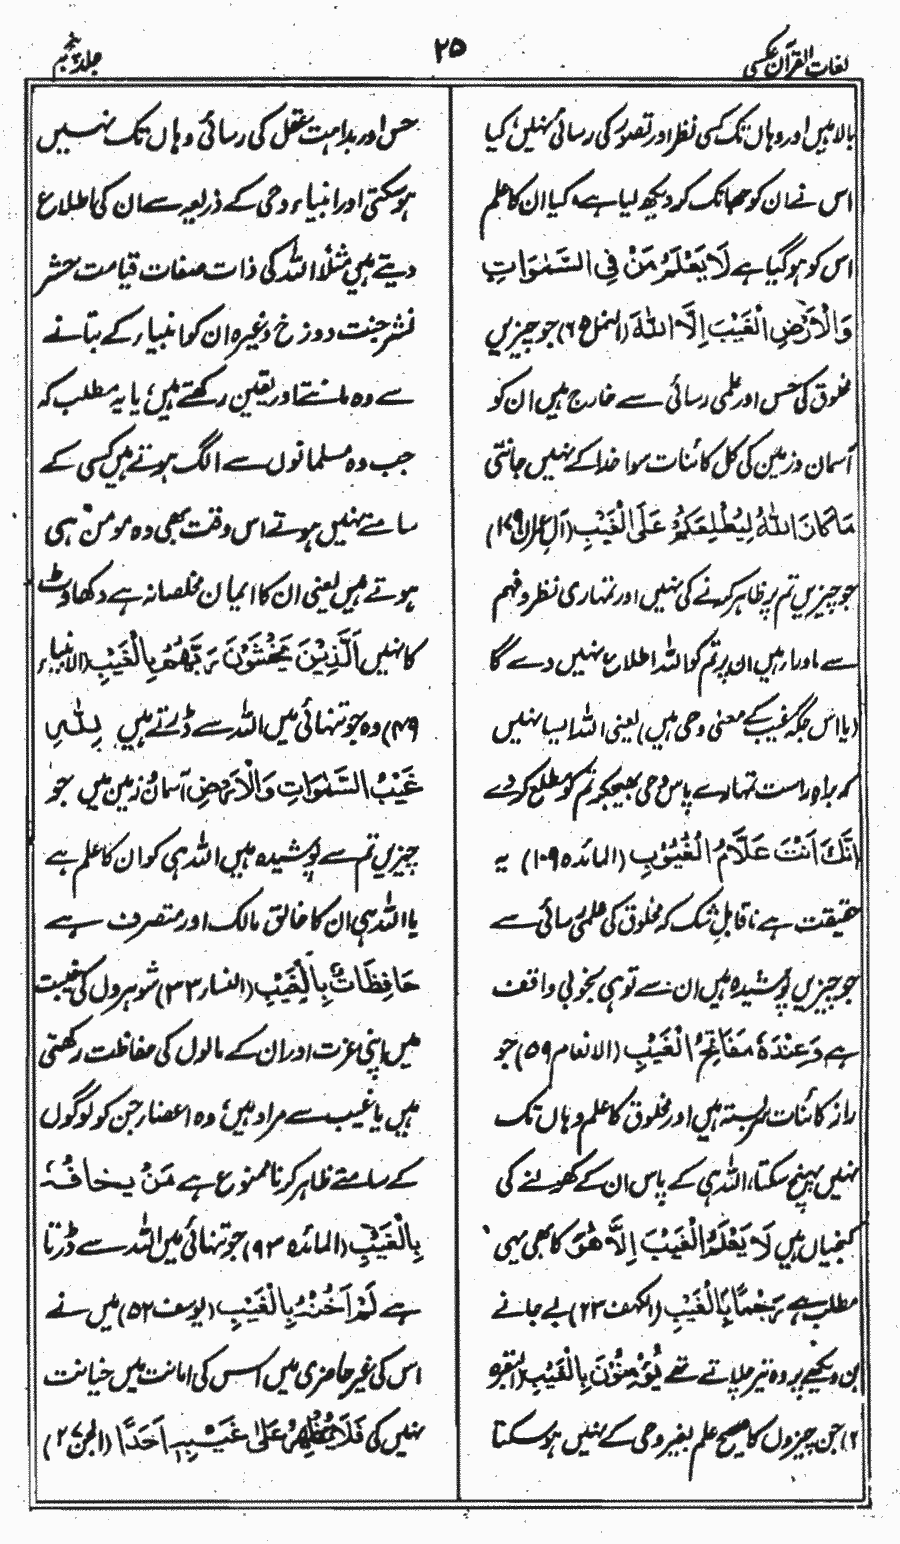 لغات القرآن عکسی
۲۵
جلد پنجم
بالا ہیں اور وہاں تک کسی نظر اور تصور کی رسائی نہیں؛ کیا
اس نے ان کو جھانک کر دیکھ لیا ہے، کیا ان کا علم
اس کو ہو گیا ہے لَا يَعْلَمُ مَنْ فِي السَّمٰوَاتِ
وَالْاَرْضِ الْغَيْبَ اِلَّا اللّٰهُ (النمل ع ۶) جو چیزیں
مخلوق کی حس اور علمی رسائی سے خارج ہیں ان کو
آسمان و زمین کی کل کائنات سوا خدا کے نہیں جانتی
مَا كَانَ اللّٰهُ لِيُطْلِعَكُمْ عَلَى الْغَيْبِ (آل عمران ۱۷۹)
جو چیزیں تم پر ظاہر کرنے کی نہیں اور تمہاری نظر و فہم
سے ماوراء ہیں ان پر تم کو اللہ اطلاع نہیں دے گا
(یا اس جگہ غیب کے معنی وحی ہیں) یعنی اللہ ایسا نہیں
کہ براہ راست تمہارے پاس وحی بھیجکر تم کو مطلع کر دے
اِنَّكَ اَنْتَ عَلَّامُ الْغُيُوْبِ (المائدہ ۱۰۹) یہ
حقیقت ہے ناقابلِ شک کہ مخلوق کی علمی رسائی سے
جو چیزیں پوشیدہ ہیں ان سے تو ہی بخوبی واقف
ہے وَعِنْدَهٗ مَفَاتِحُ الْغَيْبِ (الانعام ۵۹) جو
راز کائنات سربستہ ہیں اور مخلوق کا علم وہاں تک
نہیں پہنچ سکتا، اللہ ہی کے پاس ان کے کھولنے کی
کنجیاں ہیں لَا يَعْلَمُ الْغَيْبَ اِلَّا هُوَ کا بھی یہی
مطلب ہے رَجْمًا بِالْغَيْبِ (الکہف ۲۲) بے جانے
بن دیکھے پر وہ تیر چلاتے تھے يُؤْمِنُوْنَ بِالْغَيْبِ (البقرہ
۲) جن چیزوں کا صحیح علم بغیر وحی کے نہیں ہو سکتا
حس اور بداہت عقل کی رسائی وہاں تک نہیں
ہو سکتی اور انبیاء وحی کے ذریعہ سے ان کی اطلاع
دیتے ہیں مثلاً اللہ کی ذات صفات قیامت حشر
نشر جنت دوزخ وغیرہ ان کو انبیاء کے بتانے
سے وہ مانتے اور یقین رکھتے ہیں؛ یا یہ مطلب کہ
جب وہ مسلمانوں سے الگ ہوتے ہیں کسی کے
سامنے نہیں ہوتے اس وقت بھی وہ مومن ہی
ہوتے ہیں یعنی ان کا ایمان مخلصانہ ہے دکھاوٹ
کا نہیں اَلَّذِيْنَ يَخْشَوْنَ رَبَّهُمْ بِالْغَيْبِ (الانبیاء
۴۹) وہ جو تنہائی میں اللہ سے ڈرتے ہیں لِلّٰهِ
غَيْبُ السَّمٰوَاتِ وَالْاَرْضِ آسمان و زمین میں جو
چیزیں تم سے پوشیدہ ہیں اللہ ہی کو ان کا علم ہے
یا اللہ ہی ان کا خالق مالک اور متصرف ہے
حَافِظَاتٌ بِالْغَيْبِ (النساء ۳۴) شوہروں کی غیبت
میں اپنی عزت اور ان کے مالوں کی حفاظت رکھتی
ہیں یا غیب سے مراد ہیں؛ وہ اعضاء جن کو لوگوں
کے سامنے ظاہر کرنا ممنوع ہے مَنْ يَخَافُهٗ
بِالْغَيْبِ (المائدہ ۹۴) جو تنہائی میں اللہ سے ڈرتا
ہے لَمْ اَخُنْهُ بِالْغَيْبِ (یوسف ۵۲) میں نے
اس کی غیر حاضری میں اس کی امانت میں خیانت
نہیں کی فَلَا يُظْهِرُ عَلٰى غَيْبِهٖ اَحَدًا (الجن ۲۷)